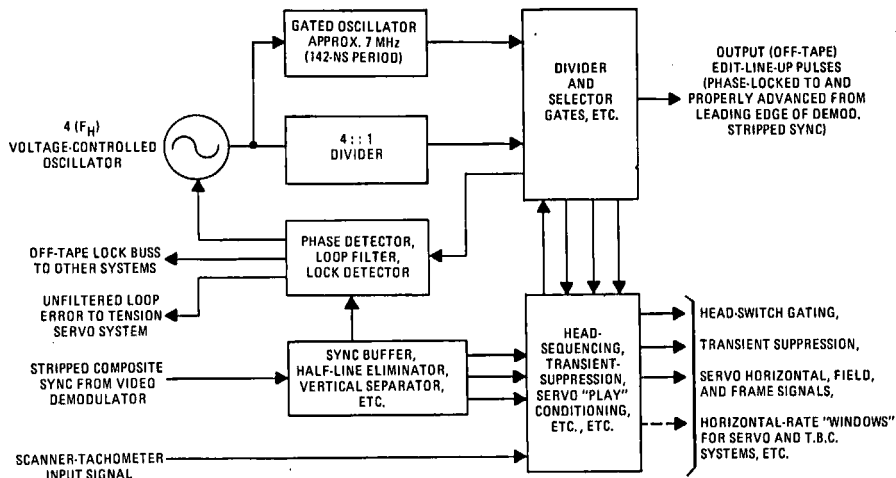 GATED OSCILLATOR
APPROX. 7 MHz
(142-NS PERIOD)
4 (FH)
VOLTAGE-CONTROLLED
OSCILLATOR
4 : : 1
DIVIDER
DIVIDER
AND
SELECTOR
GATES, ETC.
OUTPUT (OFF-TAPE)
EDIT-LINE-UP PULSES
(PHASE-LOCKED TO AND
PROPERLY ADVANCED FROM
LEADING EDGE OF DEMOD.
STRIPPED SYNC)
PHASE DETECTOR,
LOOP FILTER,
LOCK DETECTOR
OFF-TAPE LOCK BUSS
TO OTHER SYSTEMS
UNFILTERED LOOP
ERROR TO TENSION
SERVO SYSTEM
STRIPPED COMPOSITE
SYNC FROM VIDEO
DEMODULATOR
SYNC BUFFER,
HALF-LINE ELIMINATOR,
VERTICAL SEPARATOR,
ETC.
HEAD-
SEQUENCING,
TRANSIENT-
SUPPRESSION,
SERVO "PLAY"
CONDITIONING,
ETC., ETC.
HEAD-SWITCH GATING,
TRANSIENT SUPPRESSION,
SERVO HORIZONTAL, FIELD,
AND FRAME SIGNALS,
HORIZONTAL-RATE "WINDOWS"
FOR SERVO AND T.B.C.
SYSTEMS, ETC.
SCANNER-TACHOMETER
INPUT SIGNAL